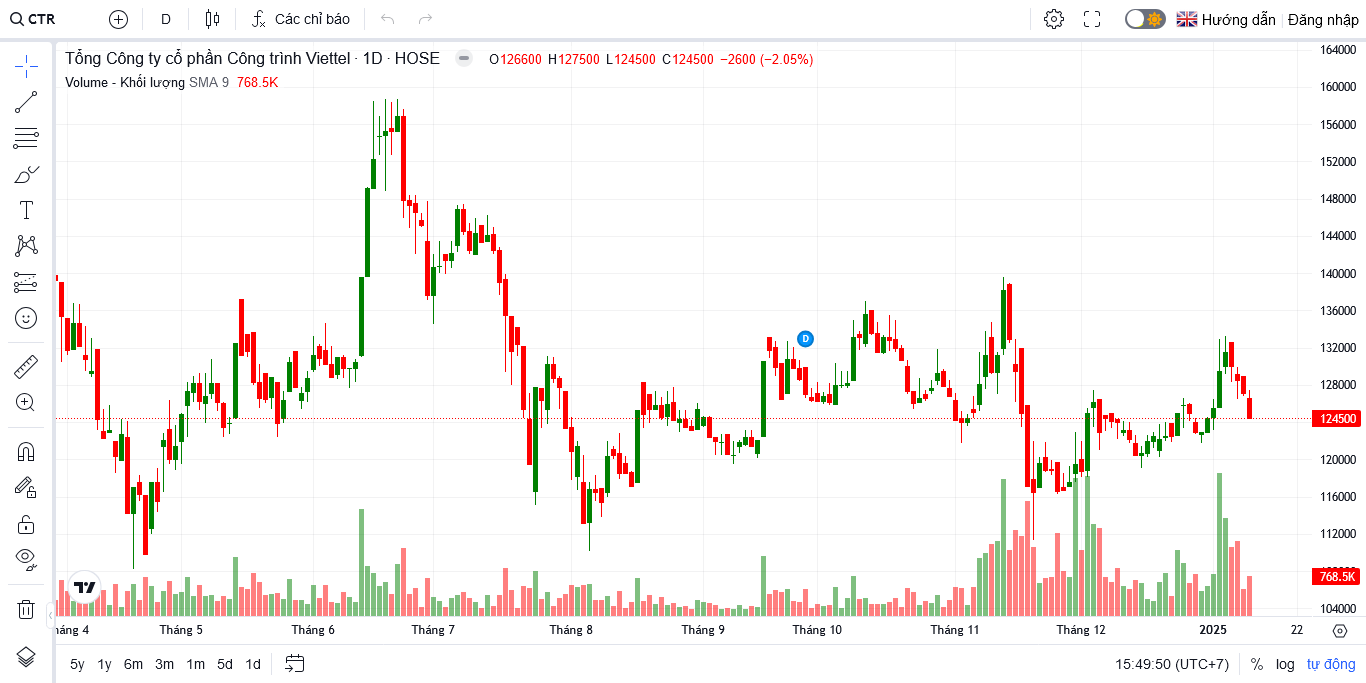 CTR D Các chỉ báo Hướng dẫn Đăng nhập
Tổng Công ty cổ phần Công trình Viettel · 1D · HOSE O126600 H127500 L124500 C124500 −2600 (−2.05%)
Volume - Khối lượng SMA 9 768.5K
164000
160000
156000
152000
148000
144000
140000
136000
D
132000
128000
124500
120000
116000
112000
768.5K
104000
háng 4 Tháng 5 Tháng 6 Tháng 7 Tháng 8 Tháng 9 Tháng 10 Tháng 11 Tháng 12 2025 22
5y 1y 6m 3m 1m 5d 1d 15:49:50 (UTC+7) % log tự động